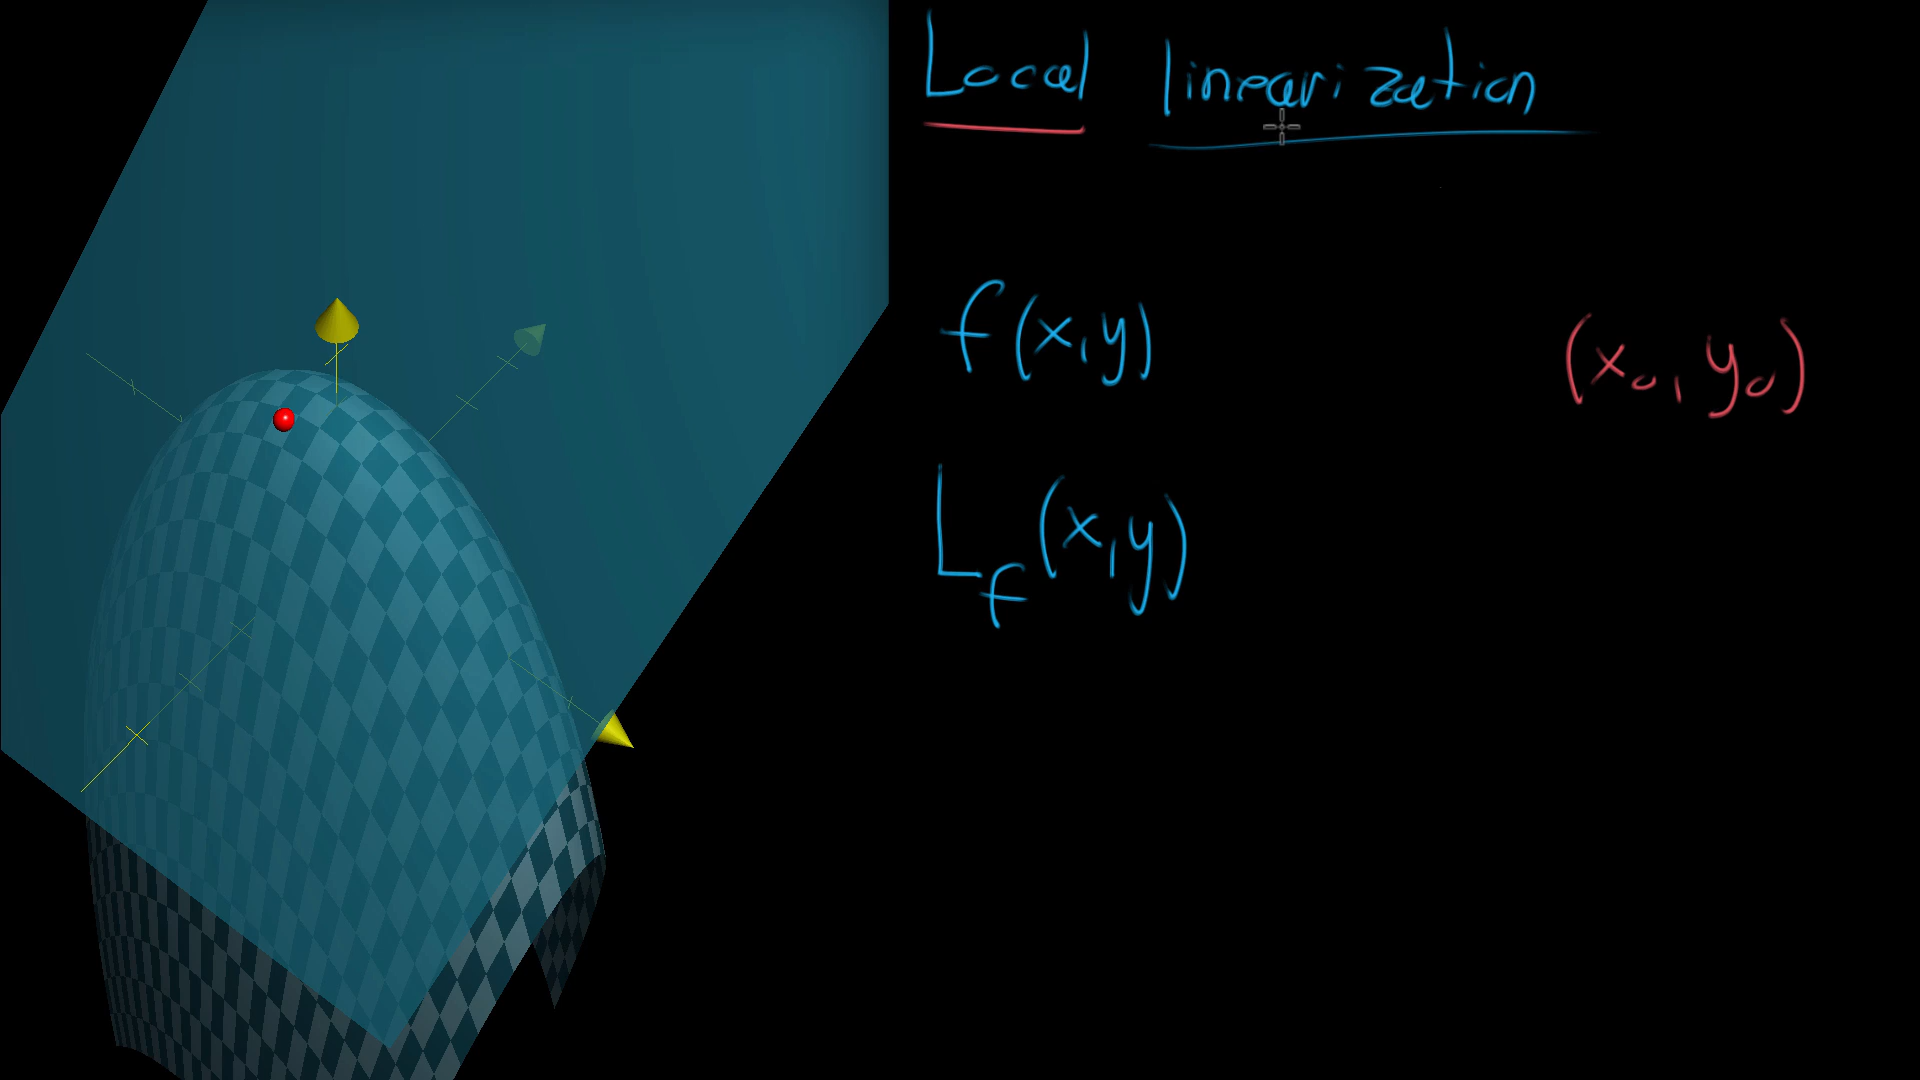 Local linearization
f(x,y)
(x₀, y₀)
L_f(x,y)